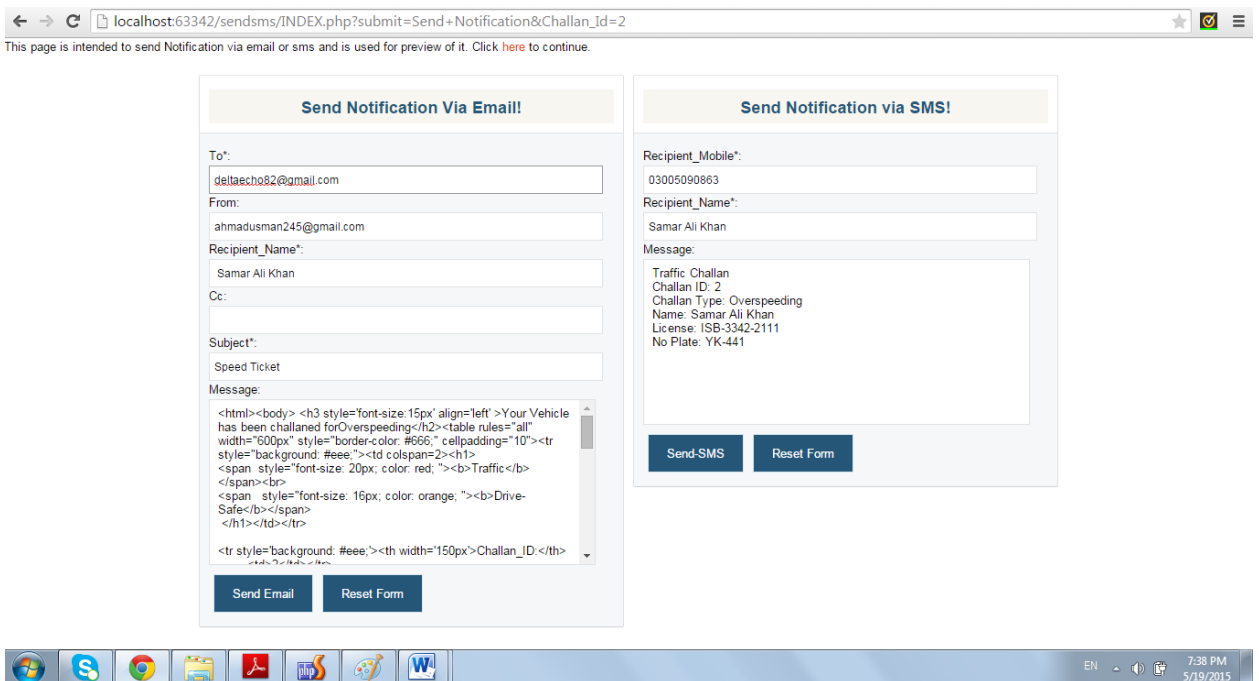 localhost:63342/sendsms/INDEX.php?submit=Send+Notification&Challan_Id=2
This page is intended to send Notification via email or sms and is used for preview of it. Click here to continue.
Send Notification Via Email!
To*:
deltaecho82@gmail.com
From:
ahmadusman245@gmail.com
Recipient_Name*:
Samar Ali Khan
Cc:
Subject*:
Speed Ticket
Message:
<html><body> <h3 style='font-size:15px' align='left' >Your Vehicle
has been challaned forOverspeeding</h2><table rules="all"
width="600px" style="border-color: #666;" cellpadding="10"><tr
style="background: #eee;"><td colspan=2><h1>
<span  style="font-size: 20px; color: red; "><b>Traffic</b>
</span><br>
<span   style="font-size: 16px; color: orange; "><b>Drive-
Safe</b></span>
</h1></td></tr>
<tr style='background: #eee;'><th width='150px'>Challan_ID:</th>
<td>2</td></tr>
Send Email
Reset Form
Send Notification via SMS!
Recipient_Mobile*:
03005090863
Recipient_Name*:
Samar Ali Khan
Message:
Traffic Challan
Challan ID: 2
Challan Type: Overspeeding
Name: Samar Ali Khan
License: ISB-3342-2111
No Plate: YK-441
Send-SMS
Reset Form
S
php
W
EN
7:38 PM
5/19/2015